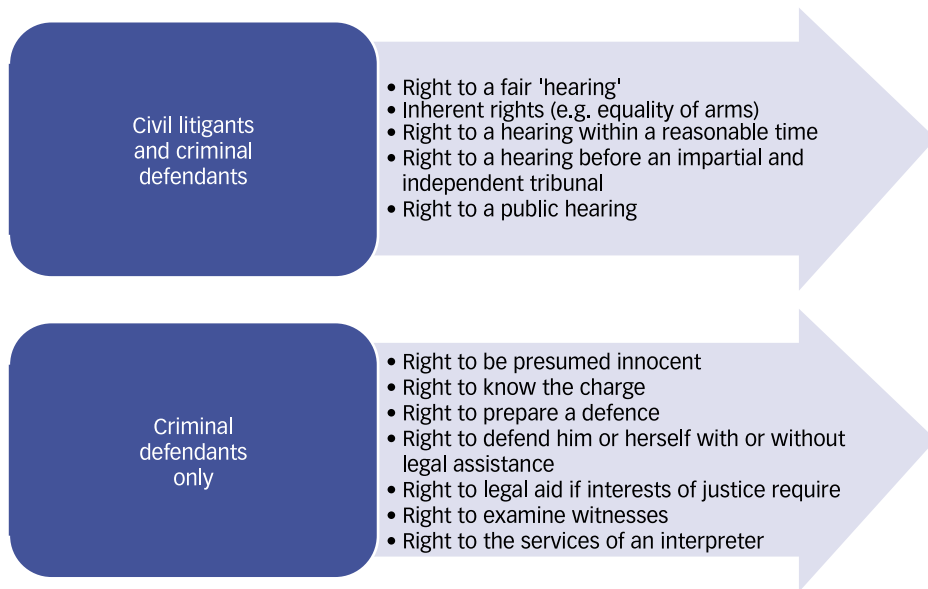 Civil litigants
and criminal
defendants
• Right to a fair 'hearing'
• Inherent rights (e.g. equality of arms)
• Right to a hearing within a reasonable time
• Right to a hearing before an impartial and
independent tribunal
• Right to a public hearing
Criminal
defendants
only
• Right to be presumed innocent
• Right to know the charge
• Right to prepare a defence
• Right to defend him or herself with or without
legal assistance
• Right to legal aid if interests of justice require
• Right to examine witnesses
• Right to the services of an interpreter